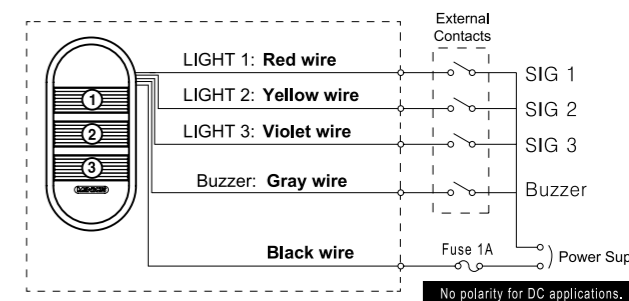 External
Contacts
LIGHT 1: Red wire
SIG 1
1
LIGHT 2: Yellow wire
SIG 2
2
LIGHT 3: Violet wire
SIG 3
3
Buzzer: Gray wire
Buzzer
Black wire
Fuse 1A
Power Sup
No polarity for DC applications.